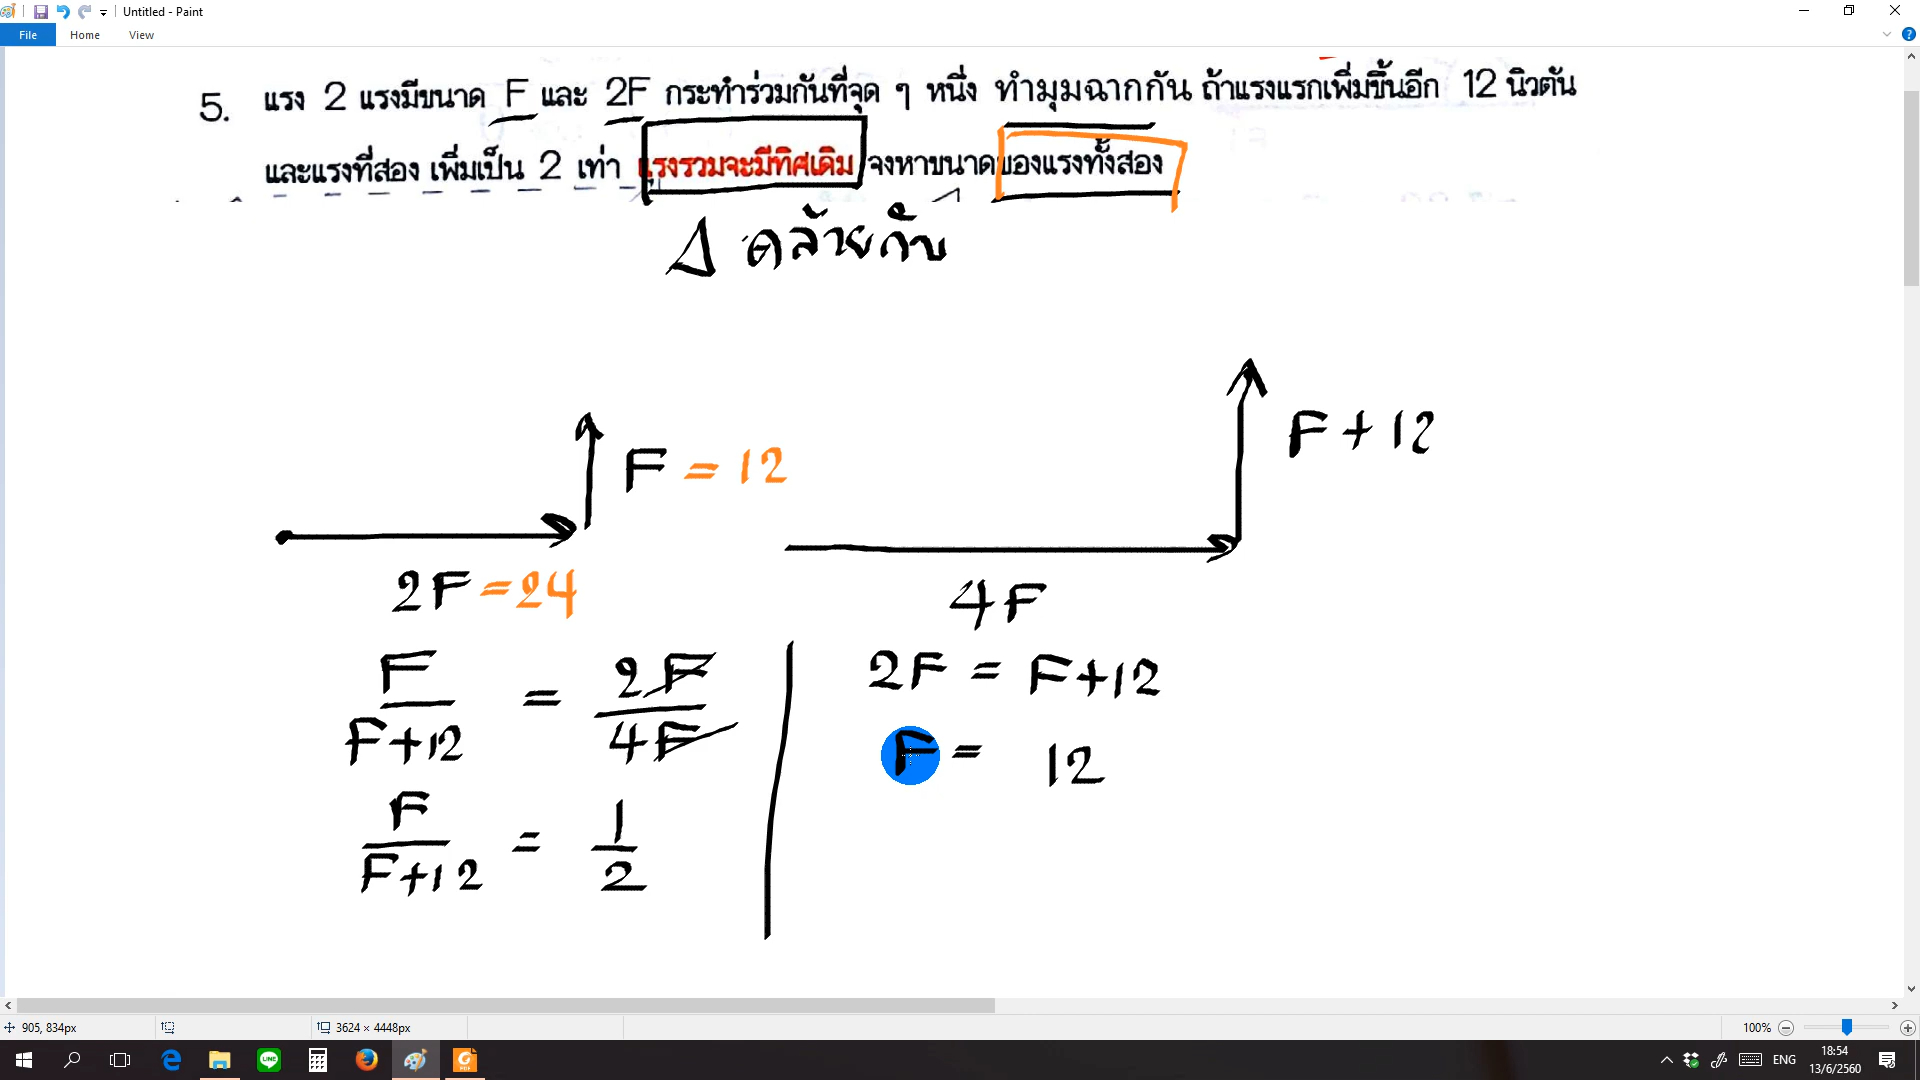 Untitled - Paint
File Home View
5. แรง 2 แรงมีขนาด F และ 2F กระทำร่วมกันที่จุด ๆ หนึ่ง ทำมุมฉากกัน ถ้าแรงแรกเพิ่มขึ้นอีก 12 นิวตัน
และแรงที่สอง เพิ่มเป็น 2 เท่า แรงรวมจะมีทิศเดิม จงหาขนาดของแรงทั้งสอง
Δ คล้ายกัน
F = 12
F + 12
2F = 24
4F
F/F+12 = 2F/4F
2F = F+12
F = 12
F/F+12 = 1/2
905, 834px
3624 × 4448px
100%
ENG
18:54
13/6/2560